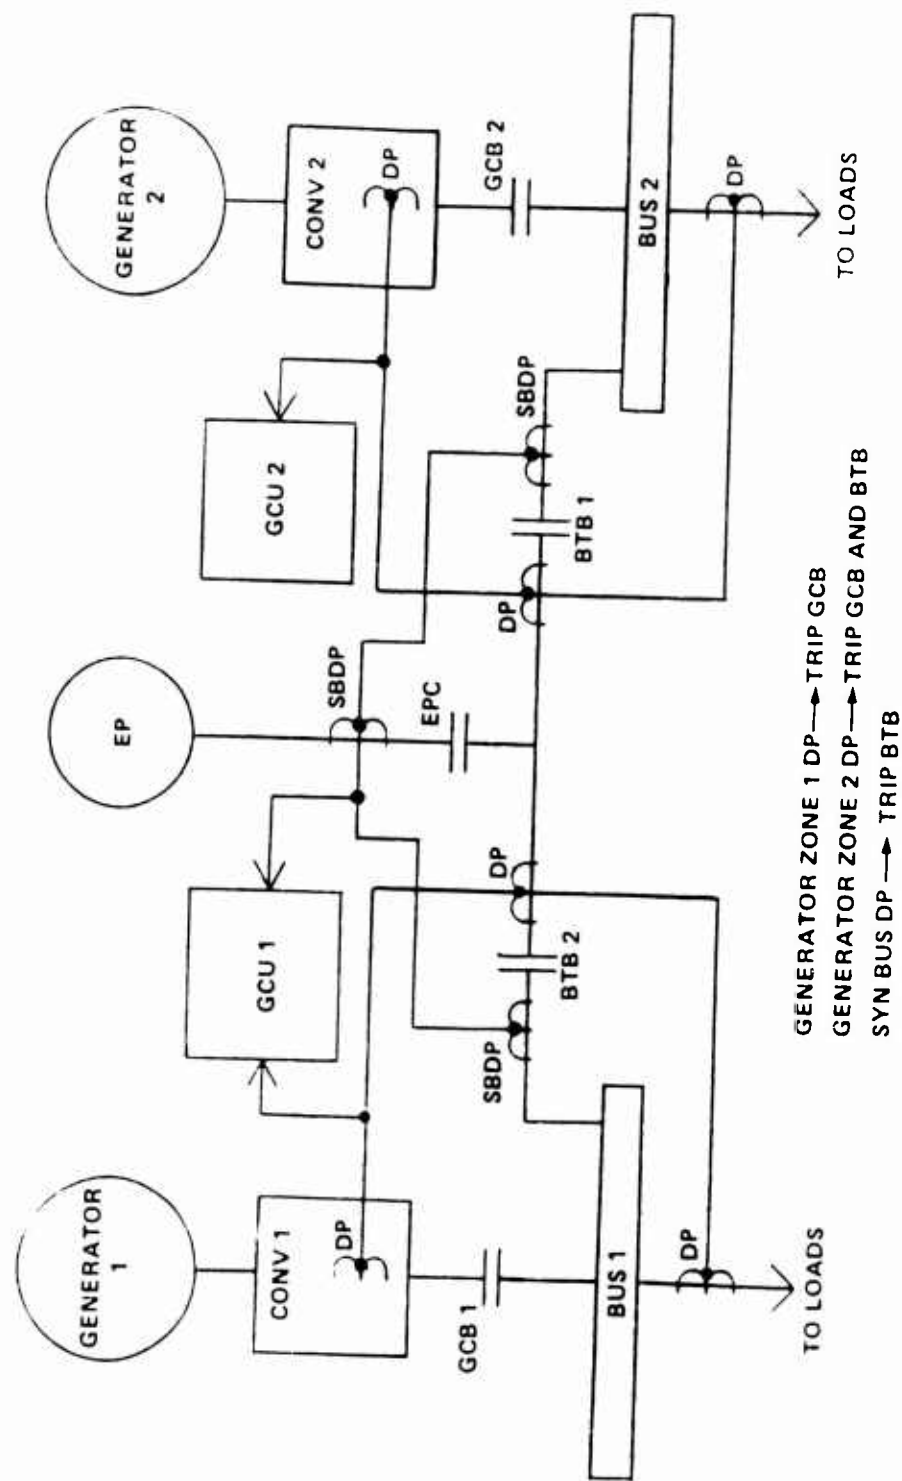 GENERATOR
1
EP
GENERATOR
2
CONV 1
DP
GCU 1
GCU 2
CONV 2
DP
SBDP
EPC
GCB 1
GCB 2
SBDP
BTB 2
DP
DP
BTB 1
SBDP
BUS 1
BUS 2
DP
DP
TO LOADS
TO LOADS
GENERATOR ZONE 1 DP → TRIP GCB
GENERATOR ZONE 2 DP → TRIP GCB AND BTB
SYN BUS DP → TRIP BTB